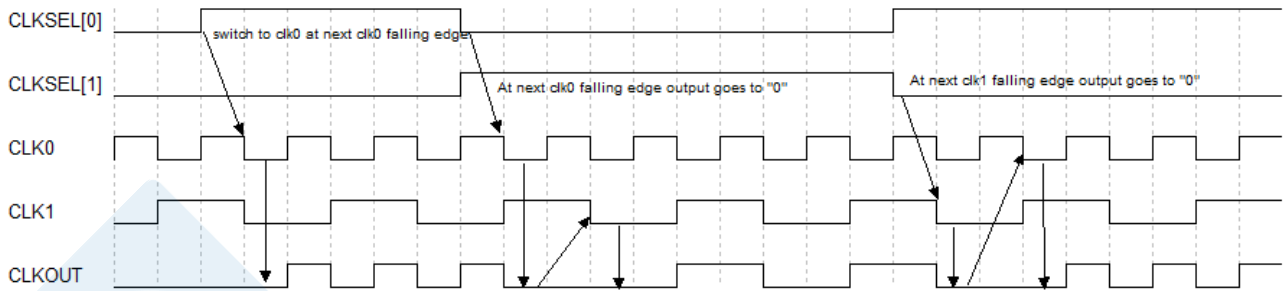 CLKSEL[0]
switch to clk0 at next clk0 falling edge
CLKSEL[1]
At next clk0 falling edge output goes to "0"
At next clk1 falling edge output goes to "0"
CLK0
CLK1
CLKOUT